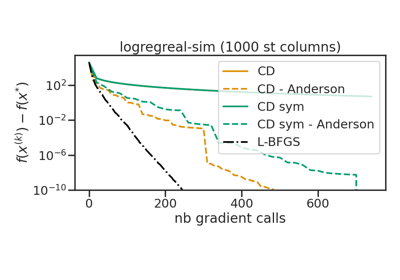 logregreal-sim (1000 st columns)
f(x^(k)) − f(x*)
10^2
10^−2
10^−6
10^−10
CD
CD - Anderson
CD sym
CD sym - Anderson
L-BFGS
0
200
400
600
nb gradient calls